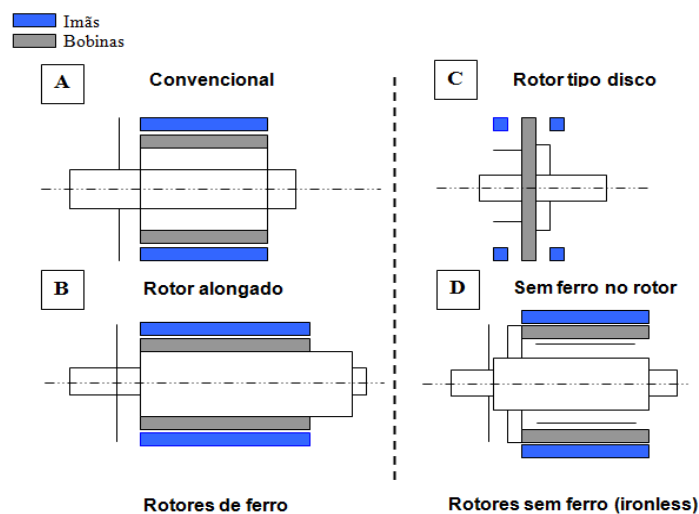 Imãs
Bobinas
A
Convencional
C
Rotor tipo disco
B
Rotor alongado
D
Sem ferro no rotor
Rotores de ferro
Rotores sem ferro (ironless)